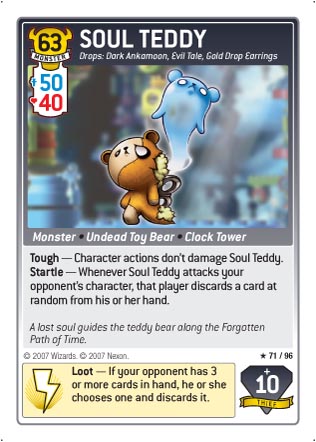 63
MONSTER
SOUL TEDDY
Drops: Dark Ankamoon, Evil Tale, Gold Drop Earrings
+50
40
Monster • Undead Toy Bear • Clock Tower
Tough — Character actions don't damage Soul Teddy.
Startle — Whenever Soul Teddy attacks your
opponent's character, that player discards a card at
random from his or her hand.
A lost soul guides the teddy bear along the Forgotten
Path of Time.
© 2007 Wizards. © 2007 Nexon.
★ 71 / 96
Loot — If your opponent has 3
or more cards in hand, he or she
chooses one and discards it.
+
10
THIEF